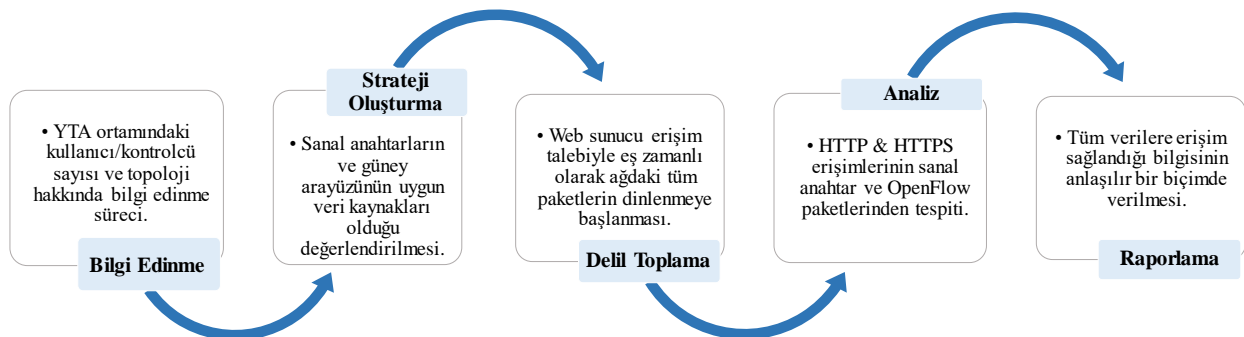 • YTA ortamındaki
kullanıcı/kontrolcü
sayısı ve topoloji
hakkında bilgi edinme
süreci.
Bilgi Edinme
Strateji
Oluşturma
• Sanal anahtarların
ve güney
arayüzünün uygun
veri kaynakları
olduğu
değerlendirilmesi.
• Web sunucu erişim
talebiyle eş zamanlı
olarak ağdaki tüm
paketlerin dinlenmeye
başlanması.
Delil Toplama
Analiz
• HTTP & HTTPS
erişimlerinin sanal
anahtar ve OpenFlow
paketlerinden tespiti.
• Tüm verilere erişim
sağlandığı bilgisinin
anlaşılır bir biçimde
verilmesi.
Raporlama